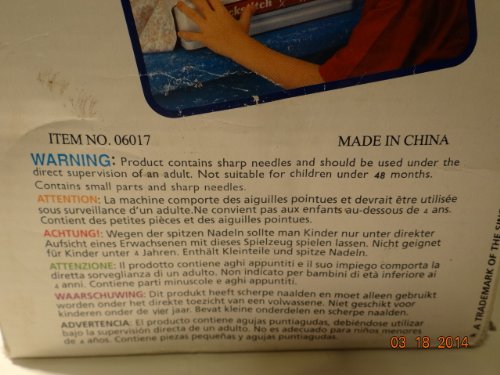 ckstitch
ITEM NO. 06017 MADE IN CHINA
WARNING: Product contains sharp needles and should be used under the
direct supervision of an adult. Not suitable for children under 48 months.
Contains small parts and sharp needles.
ATTENTION: La machine comporte des aiguilles pointues et devrait être utilisée
sous surveillance d'un adulte.Ne convient pas aux enfants au-dessous de 4 ans.
Contient des petites pièces et des aiguilles pointues.
ACHTUNG!: Wegen der spitzen Nadeln sollte man Kinder nur unter direkter
Aufsicht eines Erwachsenen mit dieses Spielzeug spielen lassen. Nicht geignet
für Kinder unter 4 Jahren. Enthält Kleinteile und spitze Nadeln.
ATTENZIONE: Il prodotto contiene aghi appuntiti e il suo impiego comporta la
diretta sorveglianza di un adulto. Non indicato per bambini di età inferiore ai
4 anni. Contiene parti minuscole e aghi appuntiti.
WAARSCHUWING: Dit produkt heeft scherpe naalden en moet alleen gebruikt
worden onder het direkte toezicht van een volwassene. Niet geschikt voor
kinderen onder de vier jaar. Bevat kleine onderdelen en scherpe naalden.
ADVERTENCIA: El producto contiene agujas puntiagudas, debiéndose utilizar
bajo la supervisión directa de un adulto. No es adecuado para niños menores
de 4 años. Contiene piezas pequeñas y agujas puntiagudas.
A TRADEMARK OF THE
03 18 2014